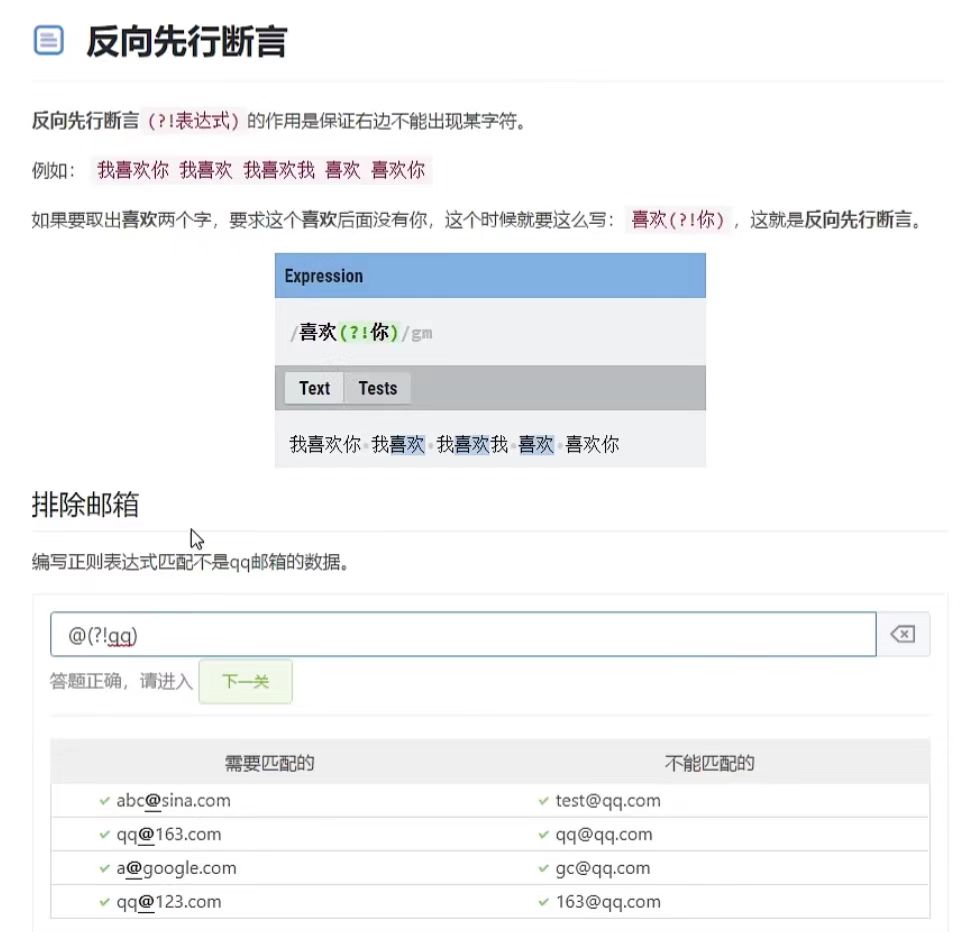 反向先行断言
反向先行断言 (?!表达式) 的作用是保证右边不能出现某字符。
例如： 我喜欢你 我喜欢 我喜欢我 喜欢 喜欢你
如果要取出喜欢两个字，要求这个喜欢后面没有你，这个时候就要这么写： 喜欢(?!你) ，这就是反向先行断言。
Expression
/喜欢(?!你)/gm
Text Tests
我喜欢你·我喜欢·我喜欢我·喜欢·喜欢你
排除邮箱
编写正则表达式匹配不是qq邮箱的数据。
@(?!qq)
答题正确，请进入 下一关
需要匹配的 不能匹配的
abc@sina.com test@qq.com
qq@163.com qq@qq.com
a@google.com gc@qq.com
qq@123.com 163@qq.com